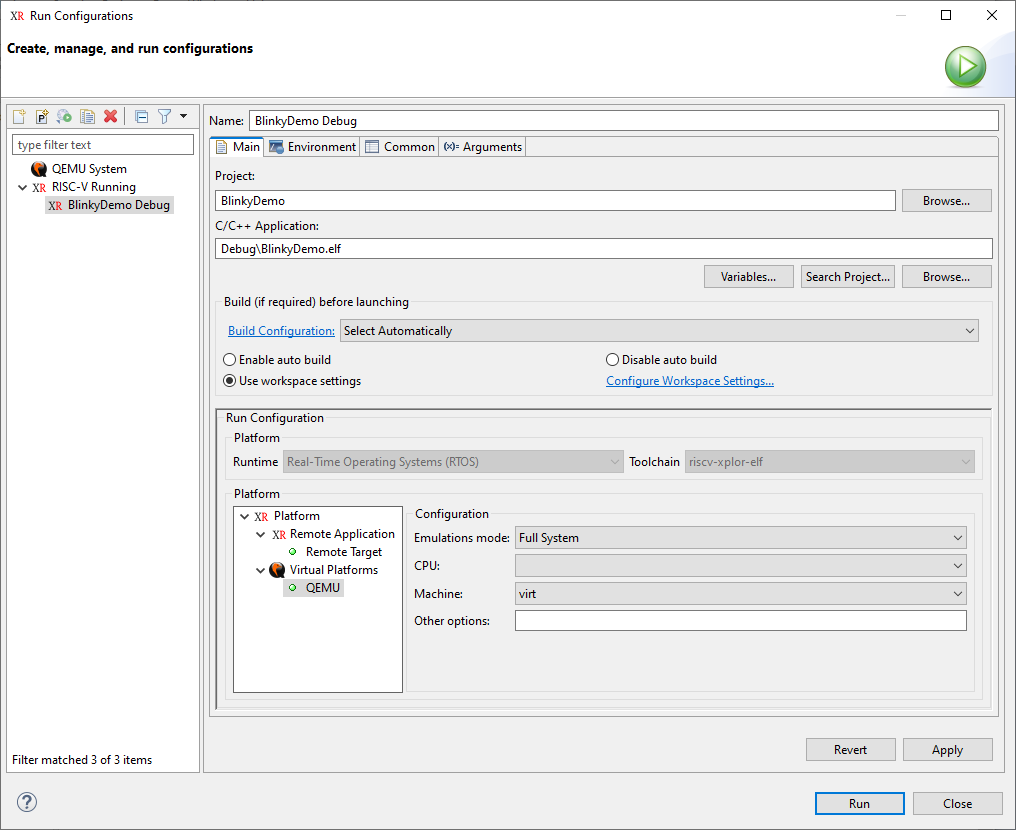 XR Run Configurations
Create, manage, and run configurations
Name: BlinkyDemo Debug
type filter text
QEMU System
XR RISC-V Running
XR BlinkyDemo Debug
Filter matched 3 of 3 items
Main Environment Common (x)= Arguments
Project:
BlinkyDemo Browse...
C/C++ Application:
Debug\BlinkyDemo.elf
Variables... Search Project... Browse...
Build (if required) before launching
Build Configuration: Select Automatically
Enable auto build Disable auto build
Use workspace settings Configure Workspace Settings...
Run Configuration
Platform
Runtime Real-Time Operating Systems (RTOS) Toolchain riscv-xplor-elf
Platform
XR Platform
XR Remote Application
Remote Target
Virtual Platforms
QEMU
Configuration
Emulations mode: Full System
CPU:
Machine: virt
Other options:
Revert Apply
? Run Close